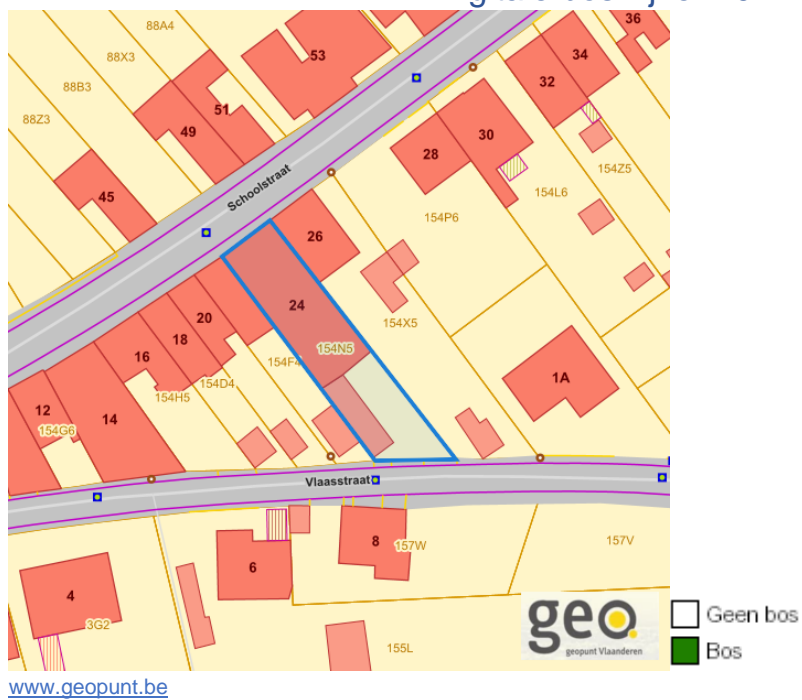 88A4
36
88X3
53
34
88B3
32
51
88Z3
49
30
28
154Z5
45
Schoolstraat
154L6
154P6
26
24
20
154X5
18
154N5
16
154F4
1A
154D4
12
154H5
14
154G6
Vlaasstraat
8
157W
157V
6
4
3G2
155L
geo.
geopunt Vlaanderen
Geen bos
Bos
www.geopunt.be